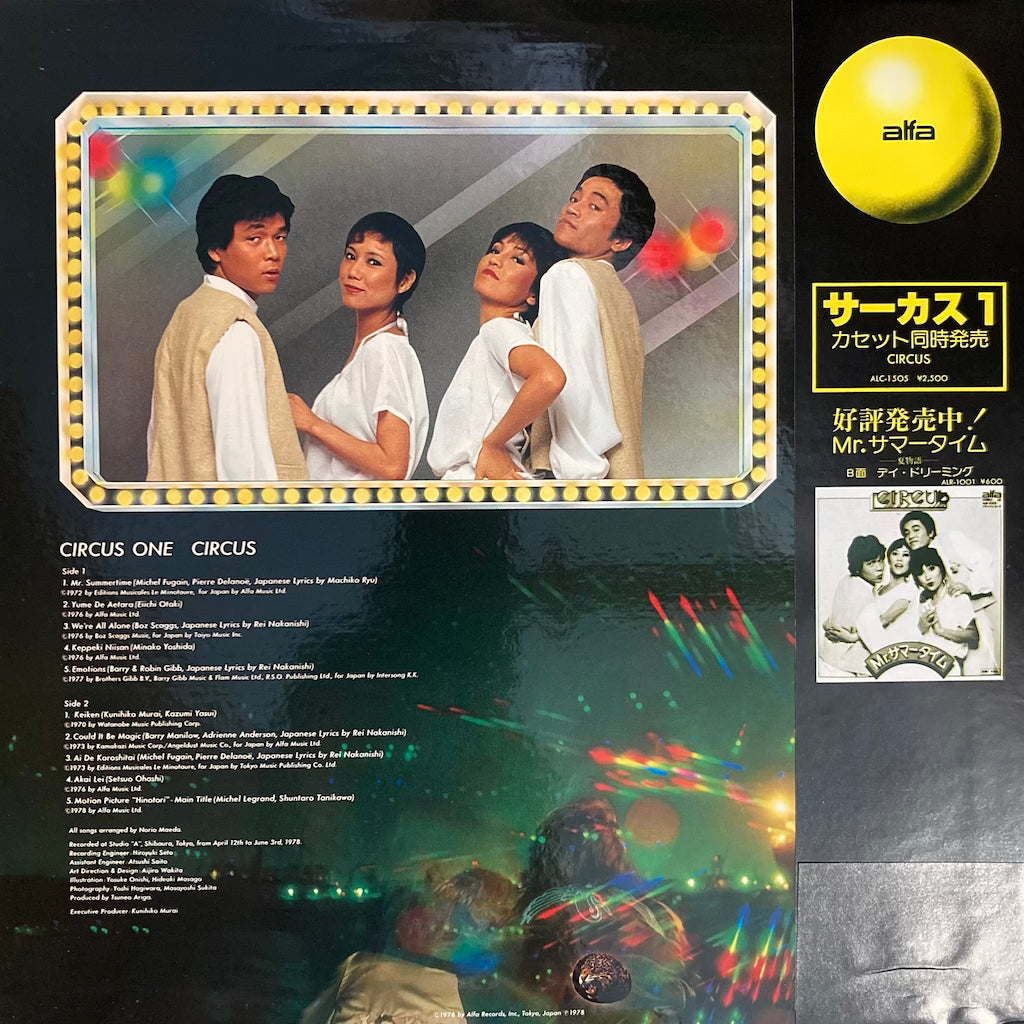 CIRCUS ONE CIRCUS
Side 1
1. Mr. Summertime (Michel Fugain, Pierre Delanoë, Japanese Lyrics by Machiko Ryu)
©1972 by Editions Musicales Le Minotaure, for Japan by Alfa Music Ltd.
2. Yume De Aetara (Eiichi Otaki)
©1976 by Alfa Music Ltd.
3. We're All Alone (Boz Scaggs, Japanese Lyrics by Rei Nakanishi)
©1976 by Boz Scaggs Music, for Japan by Taiyo Music Inc.
4. Keppeki Niisan (Minako Yoshida)
©1976 by Alfa Music Ltd.
5. Emotions (Barry & Robin Gibb, Japanese Lyrics by Rei Nakanishi)
©1977 by Brothers Gibb B.V., Barry Gibb Music & Flam Music Ltd., R.S.O. Publishing Ltd., for Japan by Intersong K.K.
Side 2
1. Keiken (Kunihiko Murai, Kazumi Yasui)
©1970 by Watanabe Music Publishing Corp.
2. Could It Be Magic (Barry Manilow, Adrienne Anderson, Japanese Lyrics by Rei Nakanishi)
©1973 by Kamakazi Music Corp./Angeldust Music Co., for Japan by Alfa Music Ltd.
3. Ai De Koroshitai (Michel Fugain, Pierre Delanoë, Japanese Lyrics by Rei Nakanishi)
©1973 by Editions Musicales Le Minotaure, for Japan by Tokyo Music Publishing Co. Ltd.
4. Akai Lei (Setsuo Ohashi)
©1976 by Alfa Music Ltd.
5. Motion Picture "Hinotori"-Main Title (Michel Legrand, Shuntaro Tanikawa)
©1978 by Alfa Music Ltd.
All songs arranged by Norio Maeda.
Recorded at Studio "A", Shibaura, Tokyo, from April 12th to June 3rd, 1978.
Recording Engineer: Hiroyuki Seto
Assistant Engineer: Atsushi Saito
Art Direction & Design: Aijiro Wakita
Illustration: Yosuke Onishi, Hideaki Masago
Photography: Yoshi Hagiwara, Masayoshi Sukita
Produced by Tsuneo Ariga.
Executive Producer: Kunihiko Murai
©1978 by Alfa Records, Inc., Tokyo, Japan ℗1978
alfa
サーカス1
カセット同時発売
CIRCUS
ALC-1505 ¥2,500
好評発売中!
Mr.サマータイム
夏物語
B面 デイ・ドリーミング
ALR-1001 ¥600
CIRCUS
alfa
Mr.サマータイム